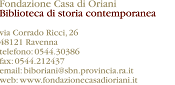 Fondazione Casa di Oriani
Biblioteca di storia contemporanea
via Corrado Ricci, 26
48121 Ravenna
telefono: 0544.30386
fax: 0544.212437
email: biboriani@sbn.provincia.ra.it
web: www.fondazionecasadioriani.it